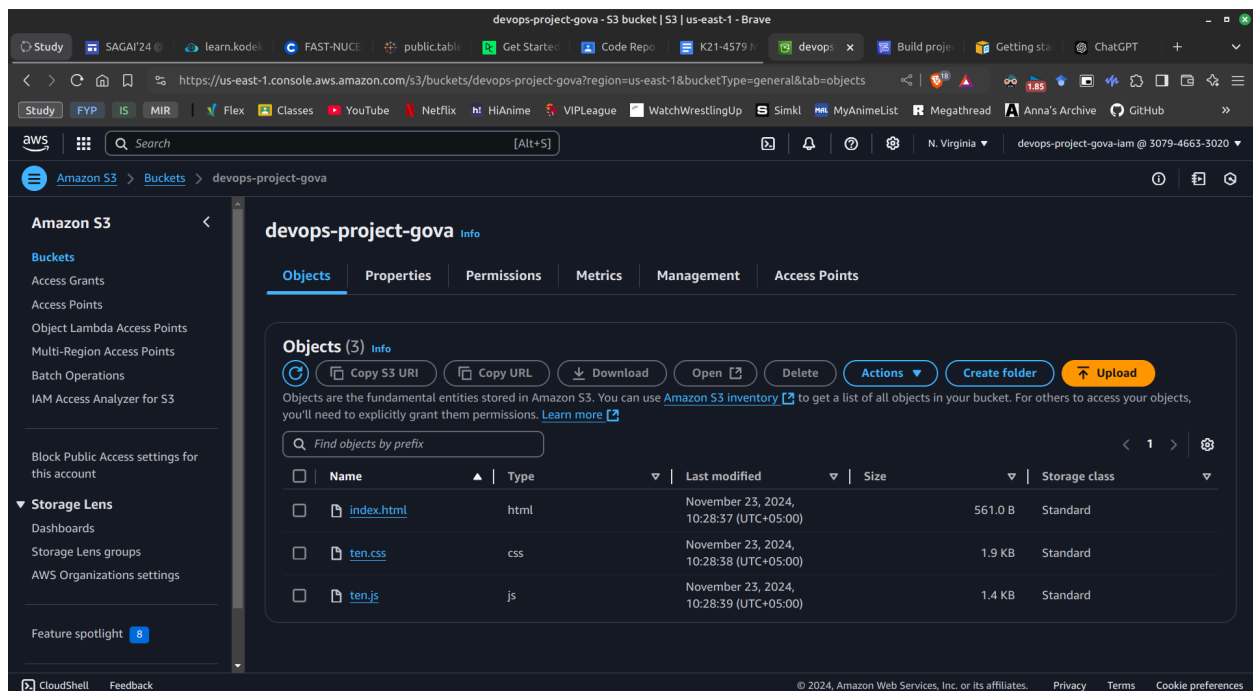 devops-project-gova - S3 bucket | S3 | us-east-1 - Brave
Study SAGAI'24 learn.kodek FAST-NUCE public.table Get Started Code Repo K21-4579 devops Build proje Getting sta ChatGPT
https://us-east-1.console.aws.amazon.com/s3/buckets/devops-project-gova?region=us-east-1&bucketType=general&tab=objects 18 1.85
Study FYP IS MIR Flex Classes YouTube Netflix HiAnime VIPLeague WatchWrestlingUp Simkl MyAnimeList Megathread Anna's Archive GitHub »
aws Search [Alt+S] N. Virginia devops-project-gova-iam @ 3079-4663-3020
Amazon S3 > Buckets > devops-project-gova
Amazon S3
Buckets
Access Grants
Access Points
Object Lambda Access Points
Multi-Region Access Points
Batch Operations
IAM Access Analyzer for S3
Block Public Access settings for
this account
Storage Lens
Dashboards
Storage Lens groups
AWS Organizations settings
Feature spotlight 8
devops-project-gova Info
Objects Properties Permissions Metrics Management Access Points
Objects (3) Info
Copy S3 URI Copy URL Download Open Delete Actions Create folder Upload
Objects are the fundamental entities stored in Amazon S3. You can use Amazon S3 inventory to get a list of all objects in your bucket. For others to access your objects,
you'll need to explicitly grant them permissions. Learn more
Find objects by prefix 1
Name Type Last modified Size Storage class
index.html html November 23, 2024, 10:28:37 (UTC+05:00) 561.0 B Standard
ten.css css November 23, 2024, 10:28:38 (UTC+05:00) 1.9 KB Standard
ten.js js November 23, 2024, 10:28:39 (UTC+05:00) 1.4 KB Standard
CloudShell Feedback © 2024, Amazon Web Services, Inc. or its affiliates. Privacy Terms Cookie preferences